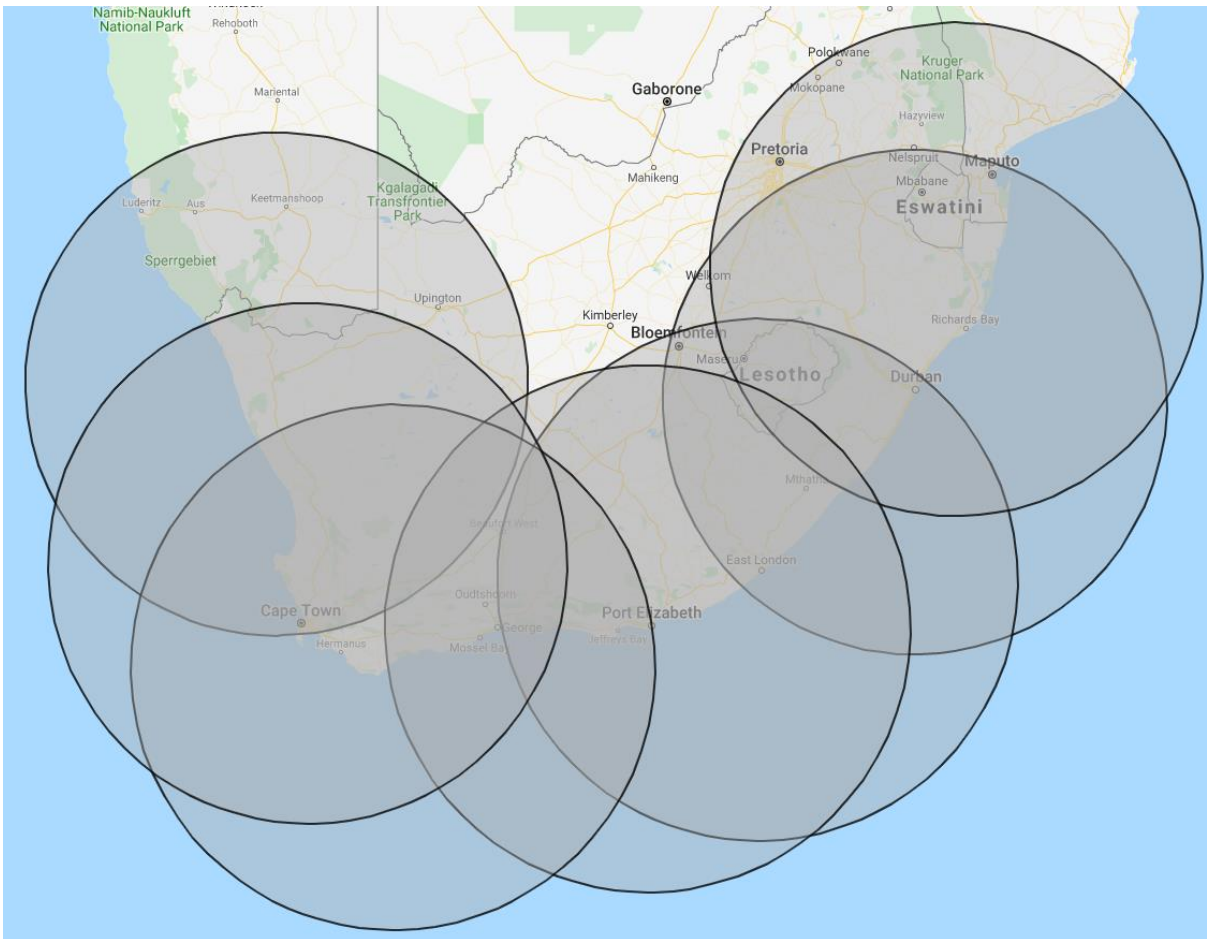 Namib-Naukluft
National Park
Rehoboth
Mariental
Gaborone
Polokwane
Mokopane
Kruger
National Park
Hazyview
Pretoria
Nelspruit
Maputo
Mahikeng
Mbabane
Eswatini
Kgalagadi
Transfrontier
Park
Luderitz
Aus
Keetmanshoop
Sperrgebiet
Welkom
Upington
Kimberley
Richards Bay
Bloemfontein
Maseru
Lesotho
Durban
Mthatha
Beaufort West
East London
Oudtshoorn
Cape Town
Port Elizabeth
George
Hermanus
Mossel Bay
Jeffreys Bay